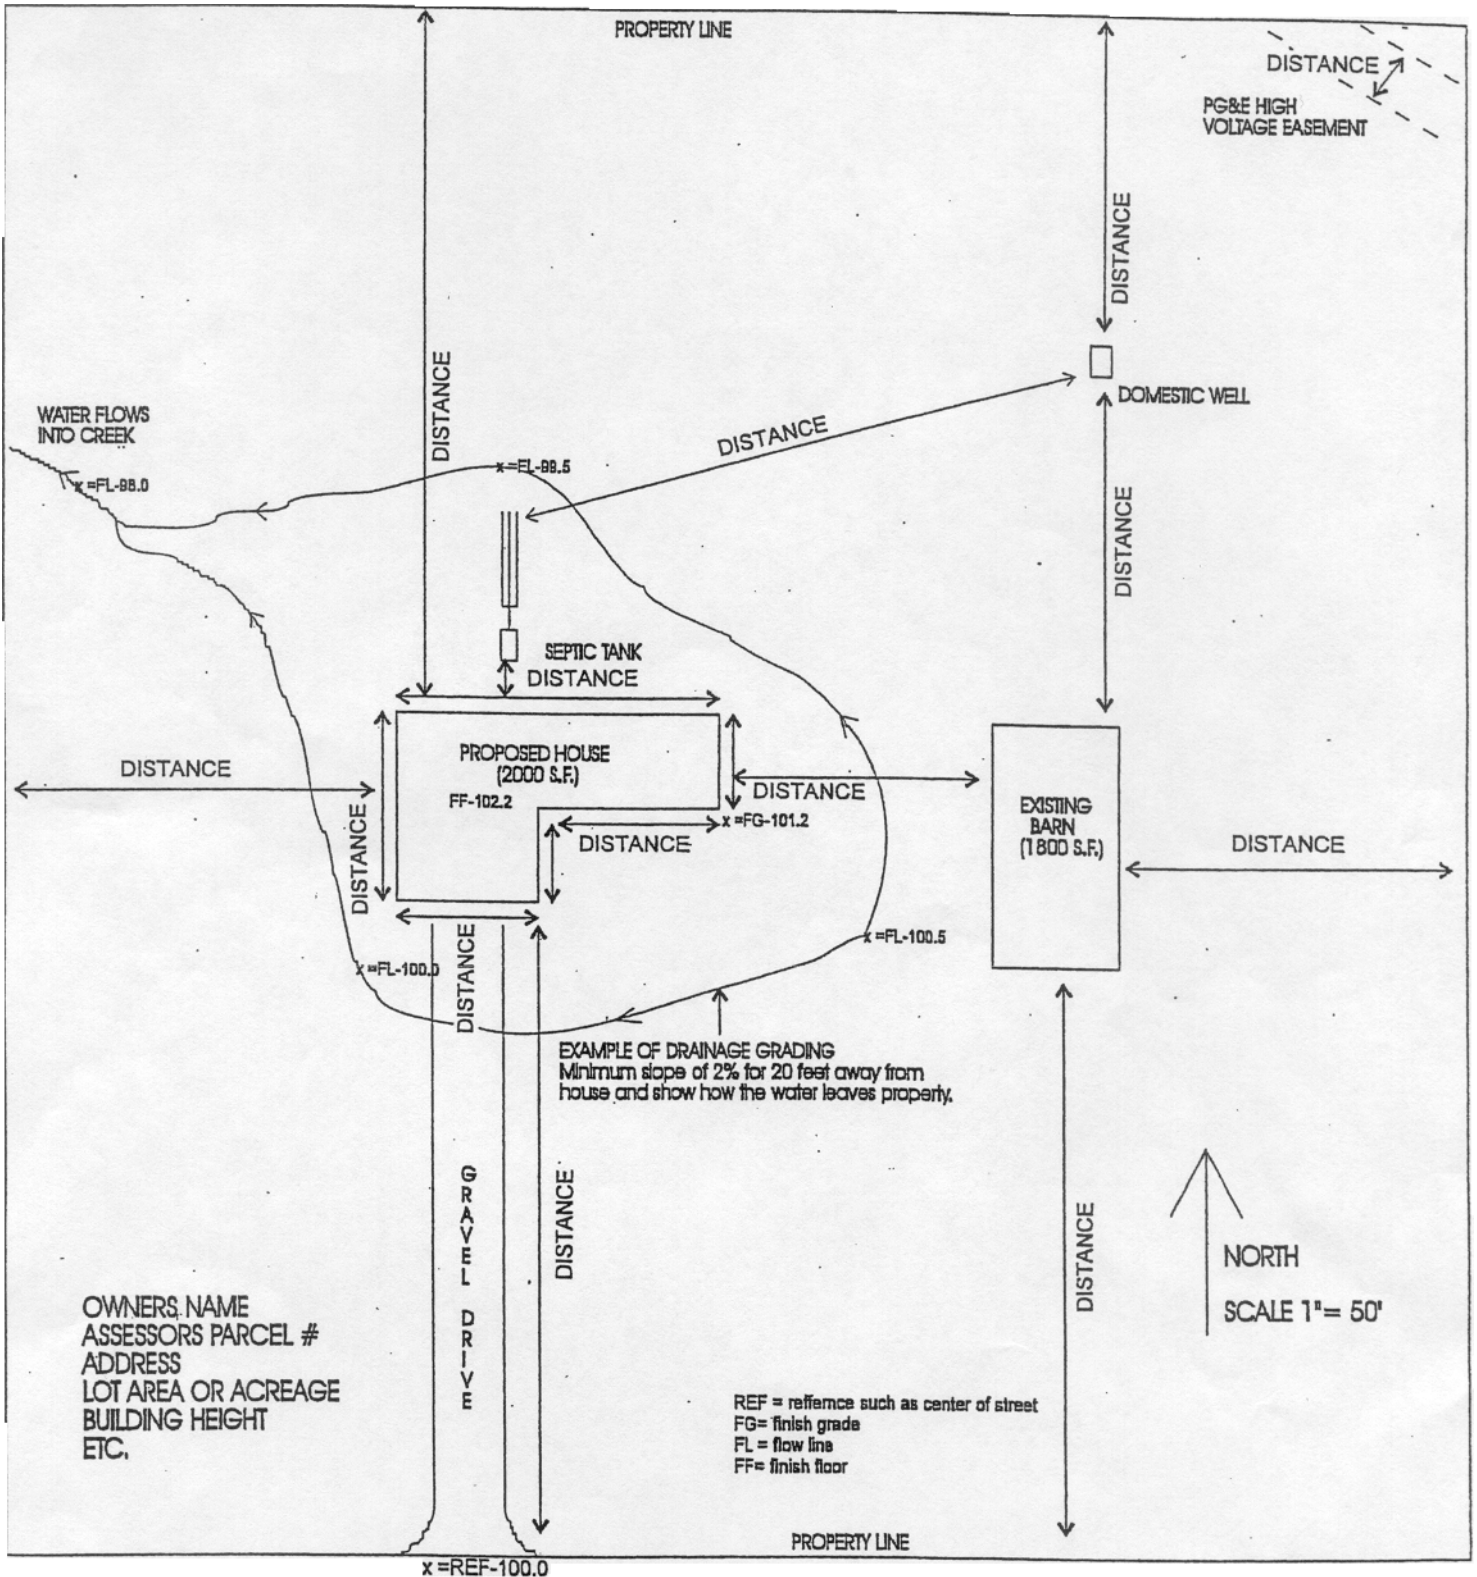 PROPERTY LINE
DISTANCE
PG&E HIGH
VOLTAGE EASEMENT
DISTANCE
DISTANCE
DOMESTIC WELL
WATER FLOWS
INTO CREEK
DISTANCE
x =FL-98.0
x =FL-99.5
DISTANCE
SEPTIC TANK
DISTANCE
PROPOSED HOUSE
(2000 S.F.)
FF-102.2
DISTANCE
DISTANCE
DISTANCE
x =FG-101.2
DISTANCE
EXISTING
BARN
(1800 S.F.)
DISTANCE
x =FL-100.5
x =FL-100.0
DISTANCE
EXAMPLE OF DRAINAGE GRADING
Minimum slope of 2% for 20 feet away from
house and show how the water leaves property.
GRAVEL DRIVE
DISTANCE
DISTANCE
NORTH
SCALE 1"= 50'
OWNERS NAME
ASSESSORS PARCEL #
ADDRESS
LOT AREA OR ACREAGE
BUILDING HEIGHT
ETC.
REF = reffernce such as center of street
FG= finish grade
FL = flow line
FF= finish floor
PROPERTY LINE
x =REF-100.0